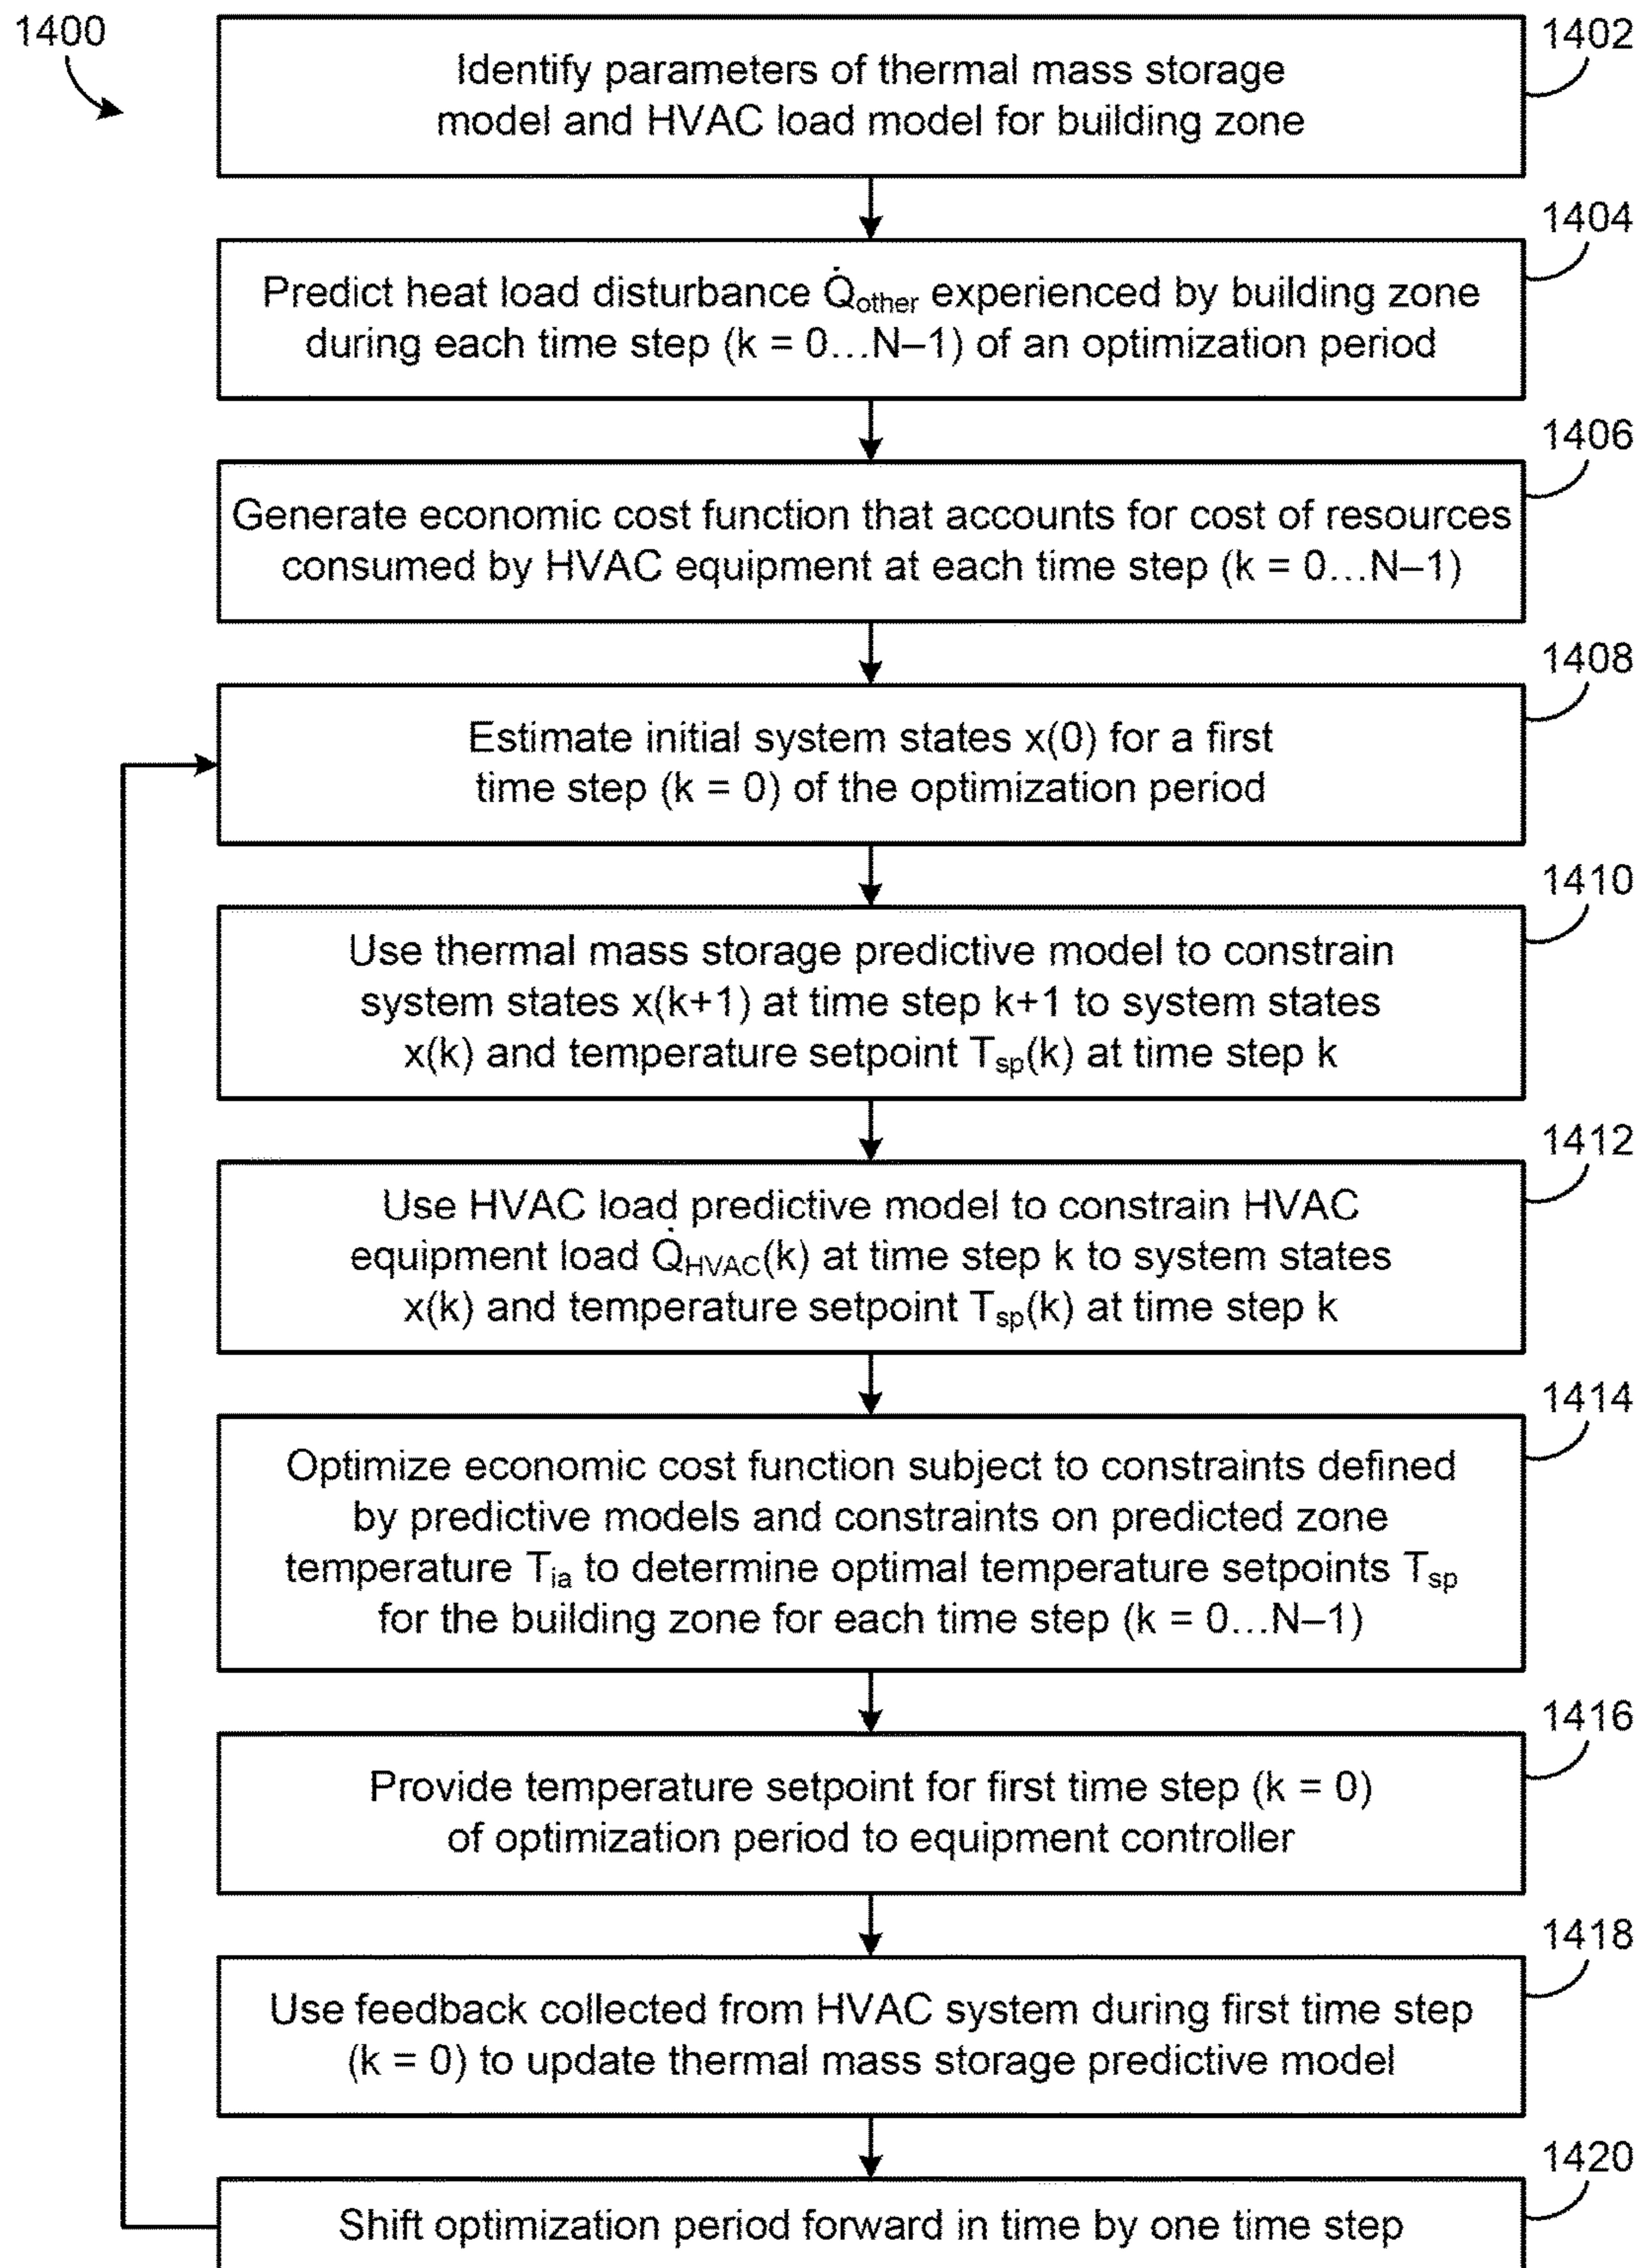 1400
1402
Identify parameters of thermal mass storage
model and HVAC load model for building zone
1404
Predict heat load disturbance Q̇other experienced by building zone
during each time step (k = 0…N–1) of an optimization period
1406
Generate economic cost function that accounts for cost of resources
consumed by HVAC equipment at each time step (k = 0…N–1)
1408
Estimate initial system states x(0) for a first
time step (k = 0) of the optimization period
1410
Use thermal mass storage predictive model to constrain
system states x(k+1) at time step k+1 to system states
x(k) and temperature setpoint Tsp(k) at time step k
1412
Use HVAC load predictive model to constrain HVAC
equipment load Q̇HVAC(k) at time step k to system states
x(k) and temperature setpoint Tsp(k) at time step k
1414
Optimize economic cost function subject to constraints defined
by predictive models and constraints on predicted zone
temperature Tia to determine optimal temperature setpoints Tsp
for the building zone for each time step (k = 0…N–1)
1416
Provide temperature setpoint for first time step (k = 0)
of optimization period to equipment controller
1418
Use feedback collected from HVAC system during first time step
(k = 0) to update thermal mass storage predictive model
1420
Shift optimization period forward in time by one time step